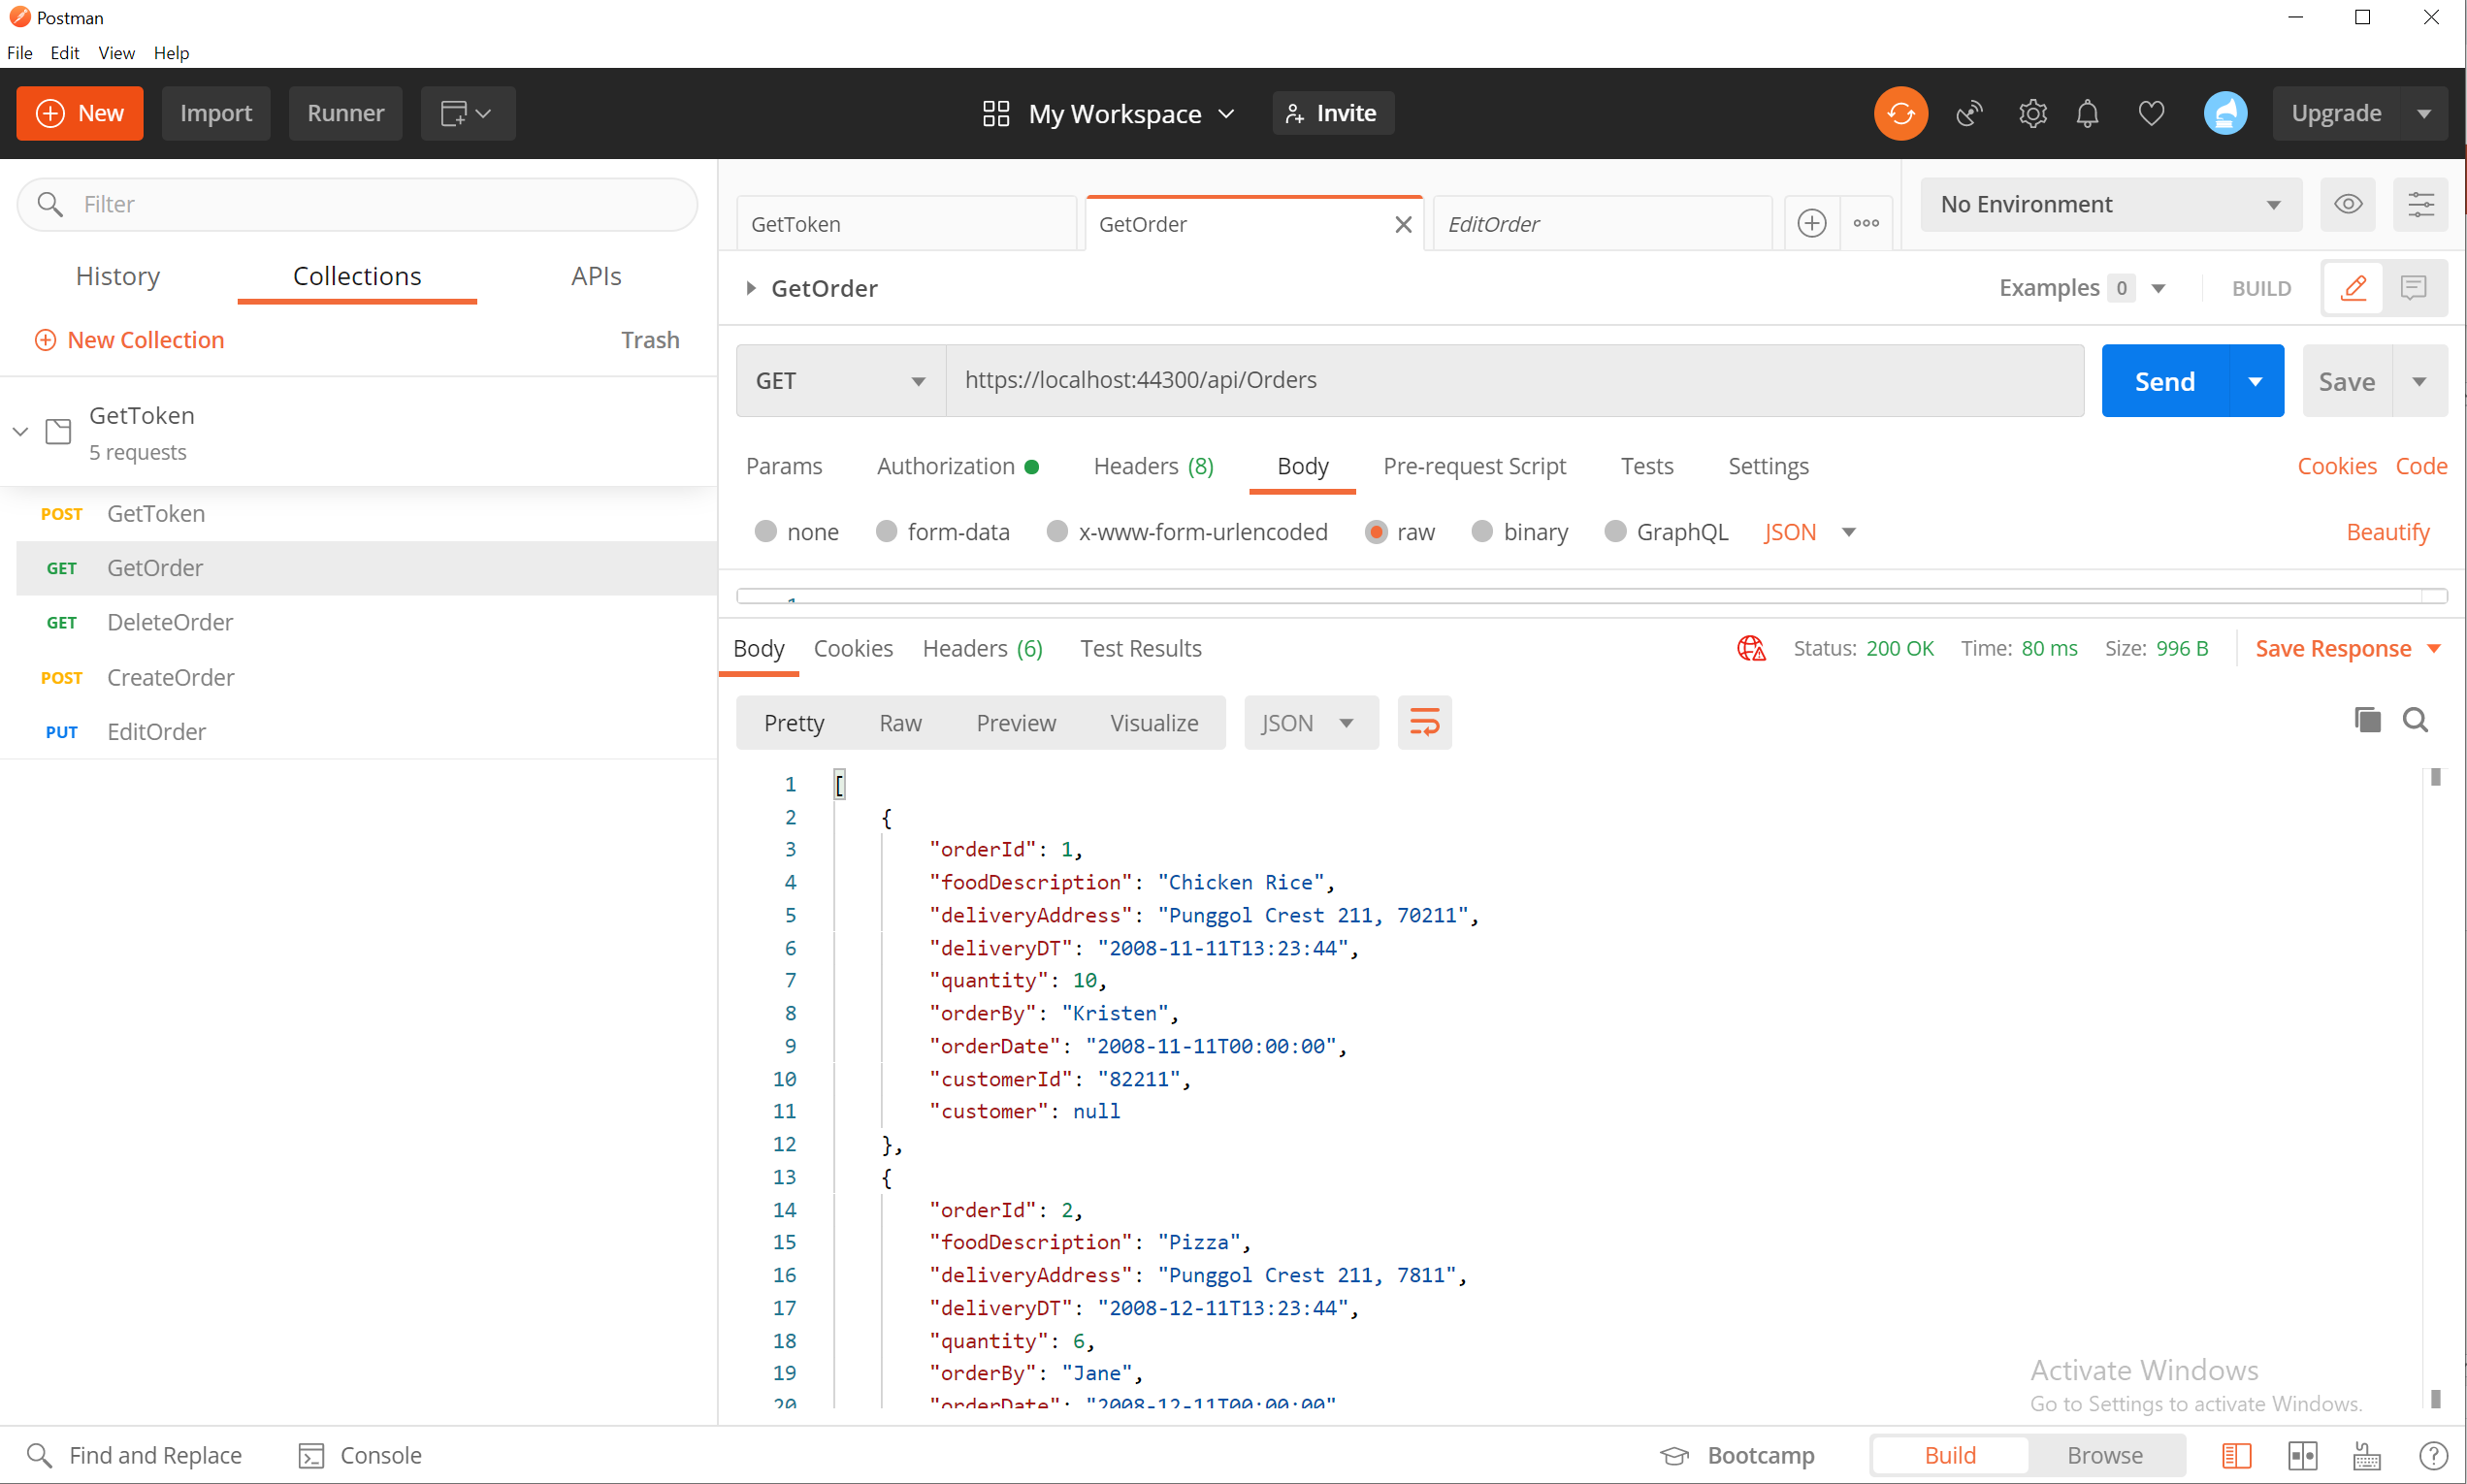 Postman
File Edit View Help
New Import Runner My Workspace Invite Upgrade
Filter
History Collections APIs
New Collection Trash
GetToken
5 requests
POST GetToken
GET GetOrder
GET DeleteOrder
POST CreateOrder
PUT EditOrder
GetToken GetOrder EditOrder No Environment
GetOrder Examples 0 BUILD
GET https://localhost:44300/api/Orders Send Save
Params Authorization Headers (8) Body Pre-request Script Tests Settings Cookies Code
none form-data x-www-form-urlencoded raw binary GraphQL JSON Beautify
1
Body Cookies Headers (6) Test Results Status: 200 OK Time: 80 ms Size: 996 B Save Response
Pretty Raw Preview Visualize JSON
1 [
2 {
3 "orderId": 1,
4 "foodDescription": "Chicken Rice",
5 "deliveryAddress": "Punggol Crest 211, 70211",
6 "deliveryDT": "2008-11-11T13:23:44",
7 "quantity": 10,
8 "orderBy": "Kristen",
9 "orderDate": "2008-11-11T00:00:00",
10 "customerId": "82211",
11 "customer": null
12 },
13 {
14 "orderId": 2,
15 "foodDescription": "Pizza",
16 "deliveryAddress": "Punggol Crest 211, 7811",
17 "deliveryDT": "2008-12-11T13:23:44",
18 "quantity": 6,
19 "orderBy": "Jane",
20 "orderDate": "2008-12-11T00:00:00"
Activate Windows
Go to Settings to activate Windows.
Find and Replace Console Bootcamp Build Browse